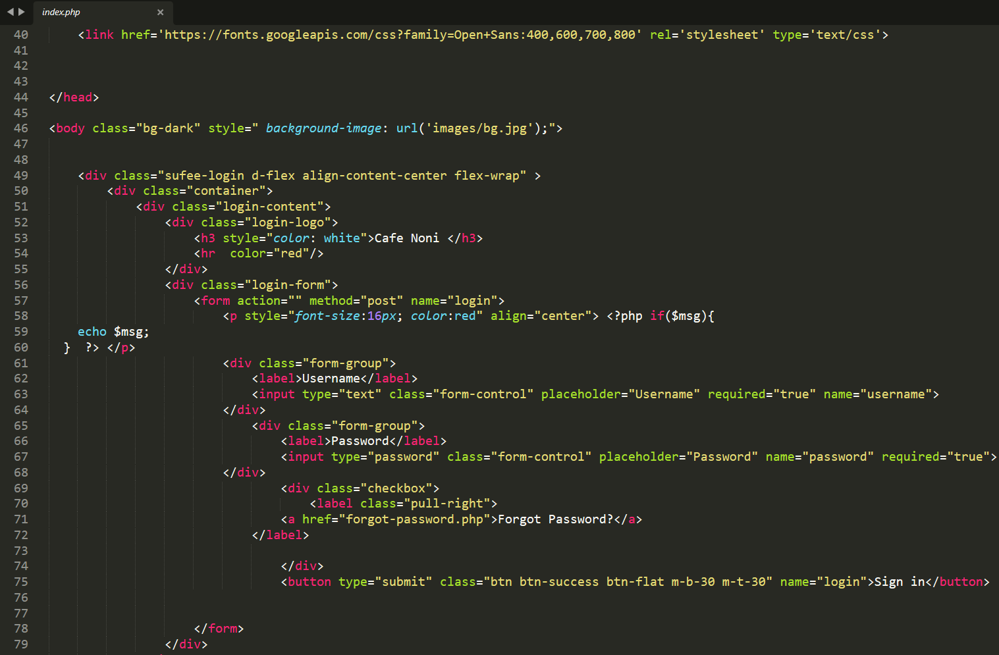 index.php ×
40 <link href='https://fonts.googleapis.com/css?family=Open+Sans:400,600,700,800' rel='stylesheet' type='text/css'>
41
42
43
44 </head>
45
46 <body class="bg-dark" style=" background-image: url('images/bg.jpg');">
47
48
49 <div class="sufee-login d-flex align-content-center flex-wrap" >
50 <div class="container">
51 <div class="login-content">
52 <div class="login-logo">
53 <h3 style="color: white">Cafe Noni </h3>
54 <hr  color="red"/>
55 </div>
56 <div class="login-form">
57 <form action="" method="post" name="login">
58 <p style="font-size:16px; color:red" align="center"> <?php if($msg){
59 echo $msg;
60 }  ?> </p>
61 <div class="form-group">
62 <label>Username</label>
63 <input type="text" class="form-control" placeholder="Username" required="true" name="username">
64 </div>
65 <div class="form-group">
66 <label>Password</label>
67 <input type="password" class="form-control" placeholder="Password" name="password" required="true">
68 </div>
69 <div class="checkbox">
70 <label class="pull-right">
71 <a href="forgot-password.php">Forgot Password?</a>
72 </label>
73
74 </div>
75 <button type="submit" class="btn btn-success btn-flat m-b-30 m-t-30" name="login">Sign in</button>
76
77
78 </form>
79 </div>